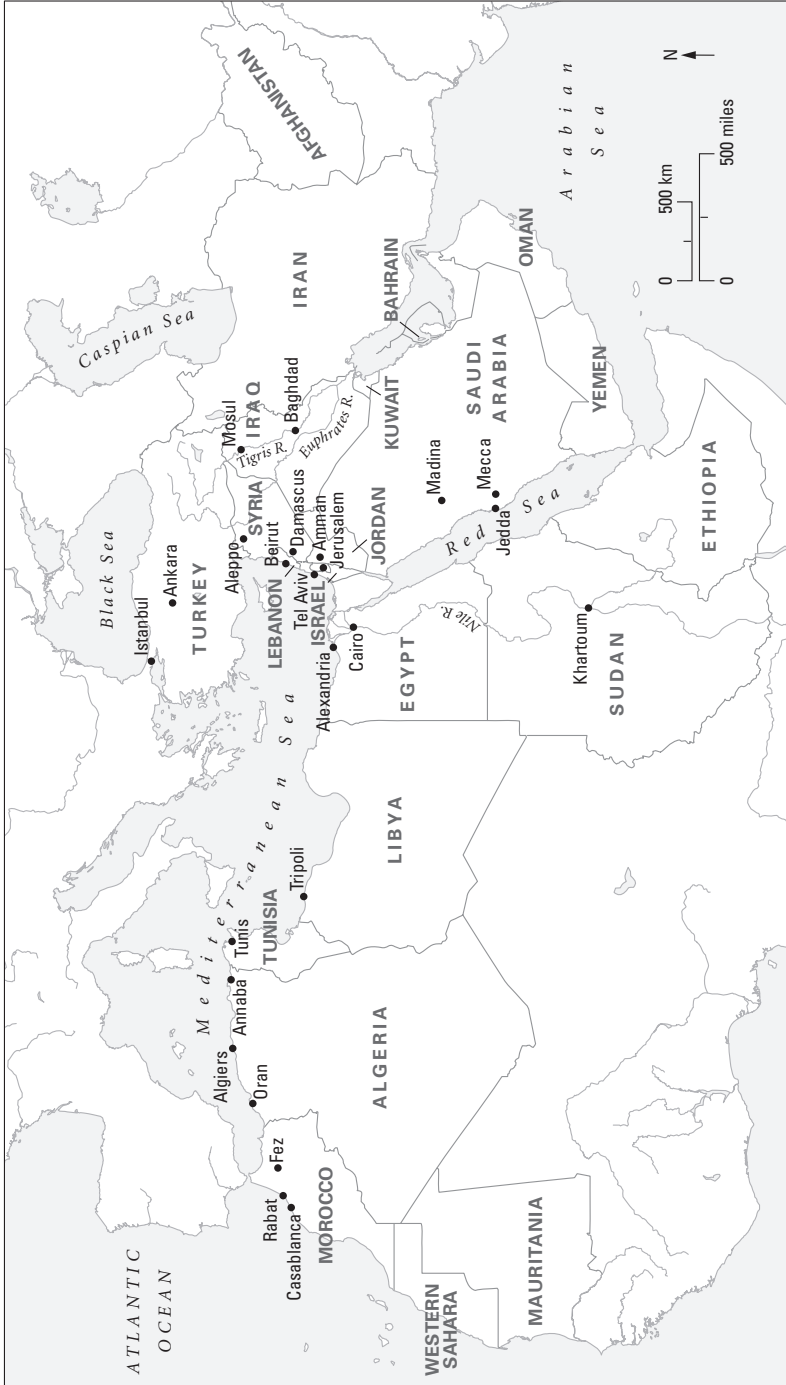 ATLANTIC
OCEAN
Black Sea
Caspian Sea
Istanbul
Ankara
TURKEY
AFGHANISTAN
Mediterranean Sea
Algiers
Annaba
Tunis
Oran
TUNISIA
Tripoli
Rabat
Fez
Casablanca
MOROCCO
Aleppo
SYRIA
Mosul
IRAQ
Tigris R.
Baghdad
Euphrates R.
IRAN
Beirut
Damascus
LEBANON
Tel Aviv
Amman
ISRAEL
Jerusalem
JORDAN
Alexandria
Cairo
KUWAIT
BAHRAIN
ALGERIA
LIBYA
EGYPT
Nile R.
Madina
SAUDI
ARABIA
Mecca
Jedda
Red Sea
OMAN
YEMEN
Arabian
Sea
WESTERN
SAHARA
MAURITANIA
Khartoum
SUDAN
ETHIOPIA
N
0
500 km
0
500 miles